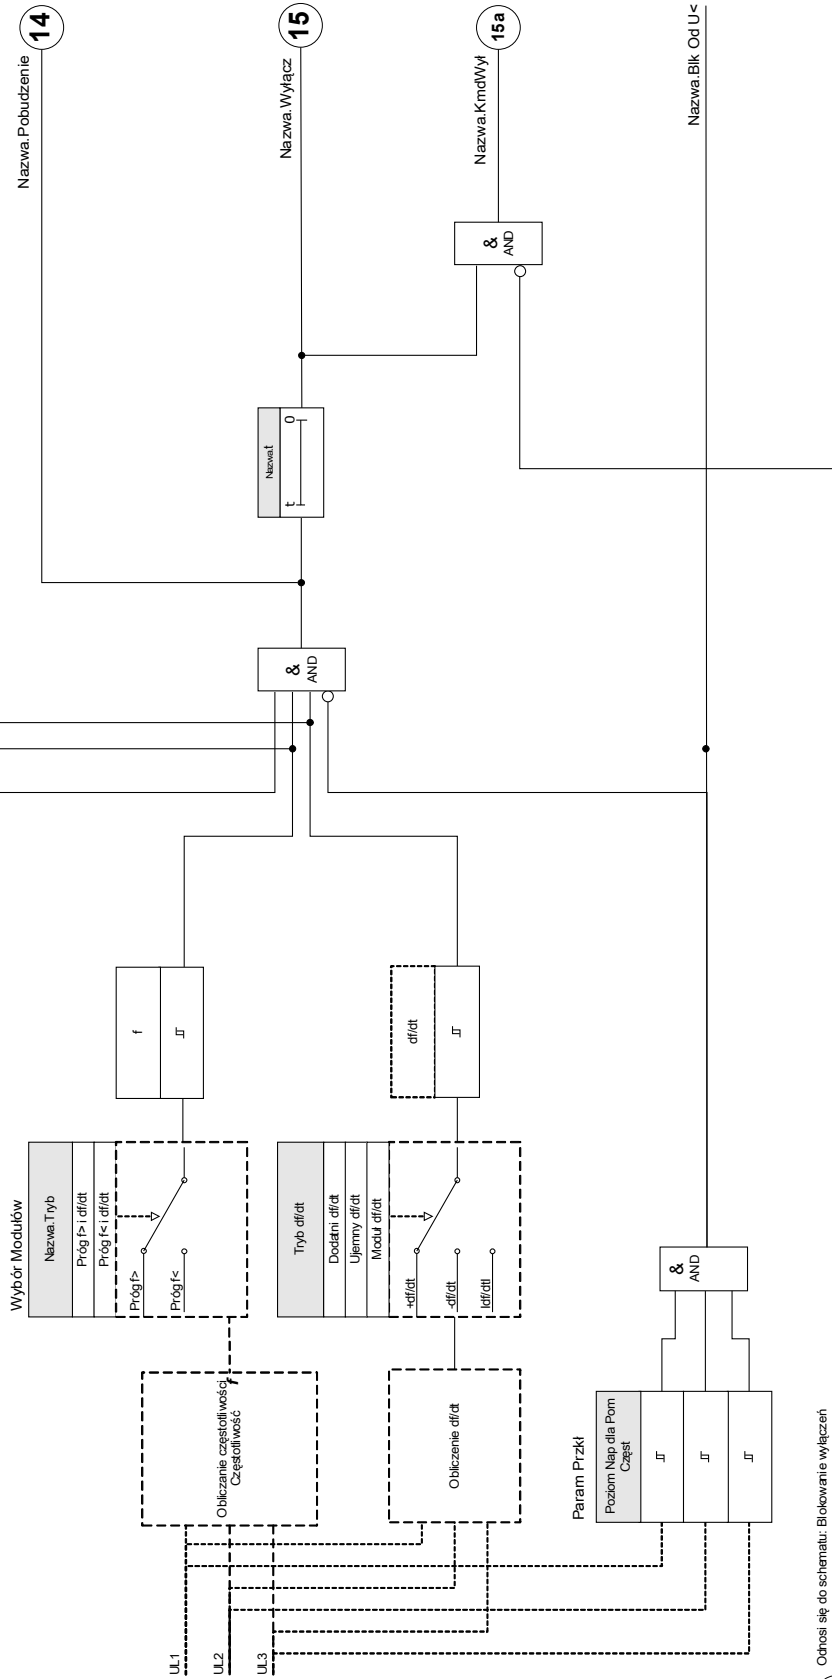 14
Nazwa.Pobudzenie
15
Nazwa.Wyłącz
15a
Nazwa.KmdWył
Nazwa.Blk Od U<
&
AND
Nazwa.t
t
0
&
AND
f
df/dt
Wybór Modułów
Nazwa.Tryb
Próg f> i df/dt
Próg f< i df/dt
Próg f>
Próg f<
Tryb df/dt
Dodatni df/dt
Ujemny df/dt
Moduł df/dt
+df/dt
-df/dt
Idf/dtI
&
AND
Obliczanie częstotliwości
f
Częstotliwość
Obliczenie df/dt
Param Przkł
Poziom Nap dla Pom
Częst
UL1
UL2
UL3
) Odnosi się do schematu: Blokowanie wyłączeń